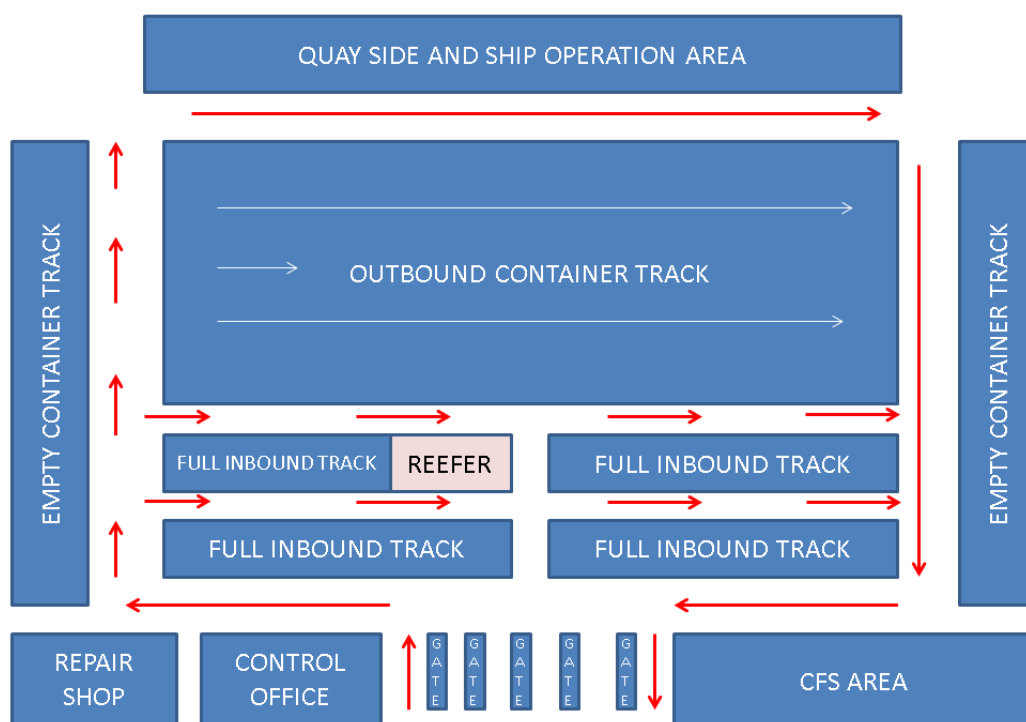 QUAY SIDE AND SHIP OPERATION AREA
EMPTY CONTAINER TRACK
OUTBOUND CONTAINER TRACK
EMPTY CONTAINER TRACK
FULL INBOUND TRACK
REEFER
FULL INBOUND TRACK
FULL INBOUND TRACK
FULL INBOUND TRACK
REPAIR
SHOP
CONTROL
OFFICE
GATE
GATE
GATE
GATE
GATE
CFS AREA